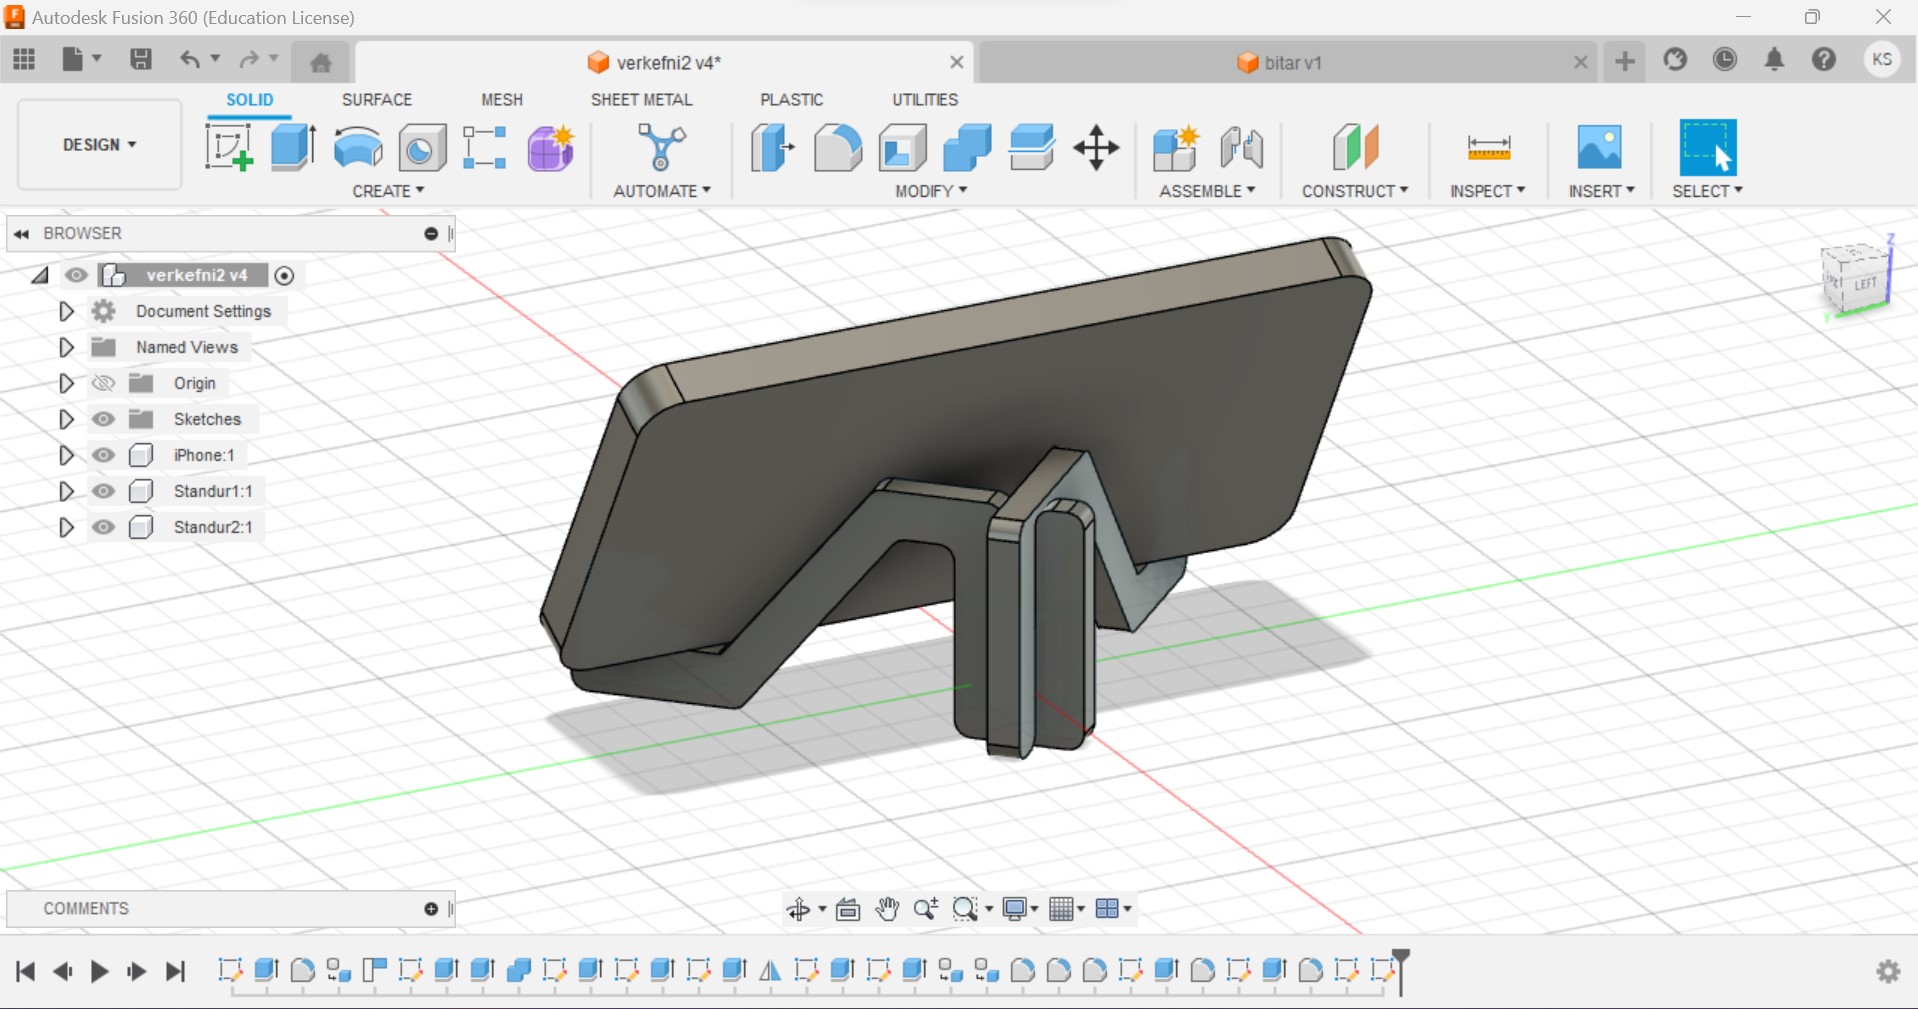 Autodesk Fusion 360 (Education License)
verkefni2 v4*
bitar v1
KS
DESIGN
SOLID
SURFACE
MESH
SHEET METAL
PLASTIC
UTILITIES
CREATE
AUTOMATE
MODIFY
ASSEMBLE
CONSTRUCT
INSPECT
INSERT
SELECT
BROWSER
verkefni2 v4
Document Settings
Named Views
Origin
Sketches
iPhone:1
Standur1:1
Standur2:1
Z
LEFT
Y
COMMENTS